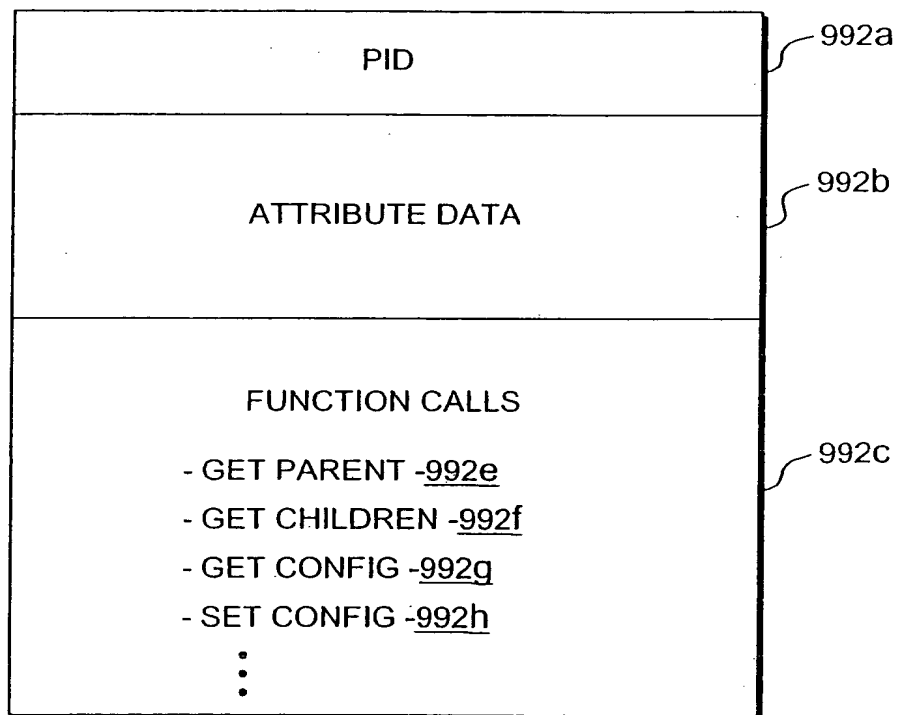 PID
992a
ATTRIBUTE DATA
992b
FUNCTION CALLS
- GET PARENT -992e
- GET CHILDREN -992f
- GET CONFIG -992g
- SET CONFIG -992h
992c